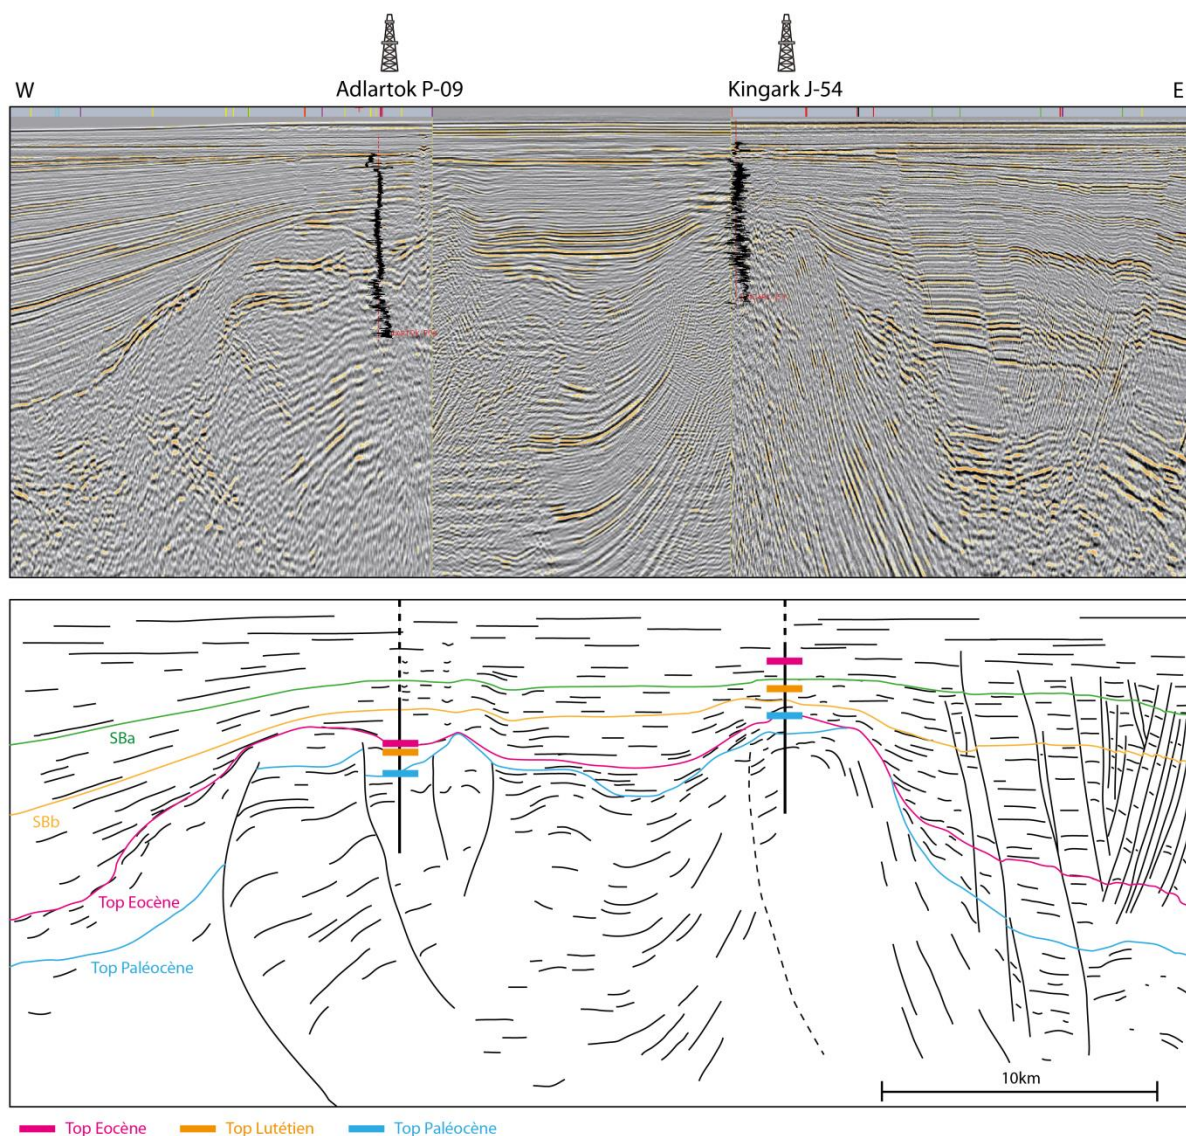 W
Adlartok P-09
Kingark J-54
E
SBa
SBb
Top Eocène
Top Paléocène
10km
Top Eocène
Top Lutétien
Top Paléocène